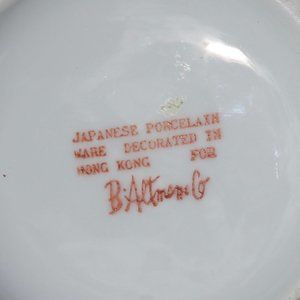 JAPANESE PORCELAIN
WARE DECORATED IN
HONG KONG FOR
B. Altman & Co